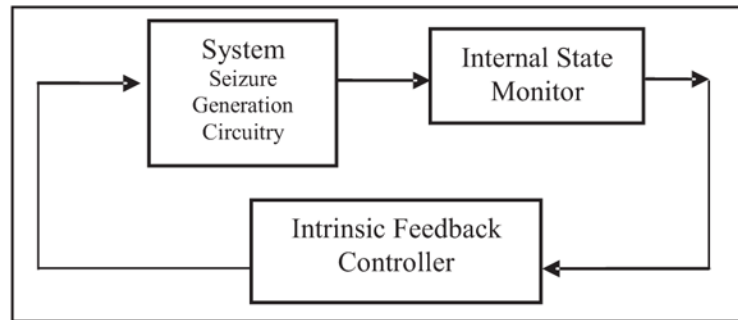 System
Seizure
Generation
Circuitry
Internal State
Monitor
Intrinsic Feedback
Controller